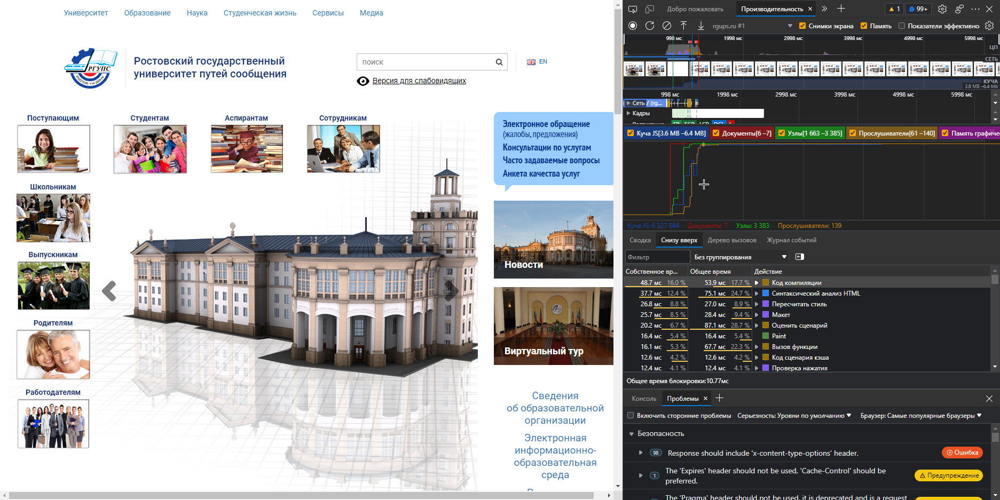 Университет Образование Наука Студенческая жизнь Сервисы Медиа
РГУПС
РОСТОВ-НА-ДОНУ
Ростовский государственный
университет путей сообщения
поиск
EN
Версия для слабовидящих
Поступающим
Студентам
Аспирантам
Сотрудникам
Школьникам
Выпускникам
Родителям
Работодателям
Электронное обращение
(жалобы, предложения)
Консультации по услугам
Часто задаваемые вопросы
Анкета качества услуг
Новости
Виртуальный тур
Сведения
об образовательной
организации
Электронная
информационно-
образовательная
среда
Добро пожаловать Производительность × 1 99+
rgups.ru #1 Снимки экрана Память Показатели эффективно
998 мс 1998 мс 2998 мс 3998 мс 4998 мс 5998 мс
ЦП
СЕТЬ
КУЧА
3.6 MB –6.4 MB
998 мс 1998 мс 2998 мс 3998 мс 4998 мс 5998 мс
Сеть / (rg...
Кадры
Куча JS[3.6 MB –6.4 MB] Документы[6 –7] Узлы[1 663 –3 385] Прослушиватели[61 –140] Память графичес
Куча JS: 6 327 084 Документы: 7 Узлы: 3 383 Прослушиватели: 139
Сводка Снизу вверх Дерево вызовов Журнал событий
Фильтр Без группирования
Собственное вр... Общее время Действие
48.7 мс 16.0 % 53.9 мс 17.7 % Код компиляции
37.7 мс 12.4 % 75.1 мс 24.7 % Синтаксический анализ HTML
26.8 мс 8.8 % 27.0 мс 8.9 % Пересчитать стиль
25.7 мс 8.5 % 28.4 мс 9.4 % Макет
20.2 мс 6.7 % 87.1 мс 28.7 % Оценить сценарий
16.4 мс 5.4 % 16.4 мс 5.4 % Paint
16.1 мс 5.3 % 67.7 мс 22.3 % Вызов функции
12.6 мс 4.2 % 12.6 мс 4.2 % Код сценария кэша
12.4 мс 4.1 % 12.4 мс 4.1 % Проверка нажатия
Общее время блокировки:10.77мс
Консоль Проблемы ×
Включить сторонние проблемы Серьезность: Уровни по умолчанию Браузер: Самые популярные браузеры
Безопасность
98 Response should include 'x-content-type-options' header. Ошибка
1 The 'Expires' header should not be used, 'Cache-Control' should be
preferred. Предупреждение
The 'Pragma' header should not be used, it is deprecated and is a request